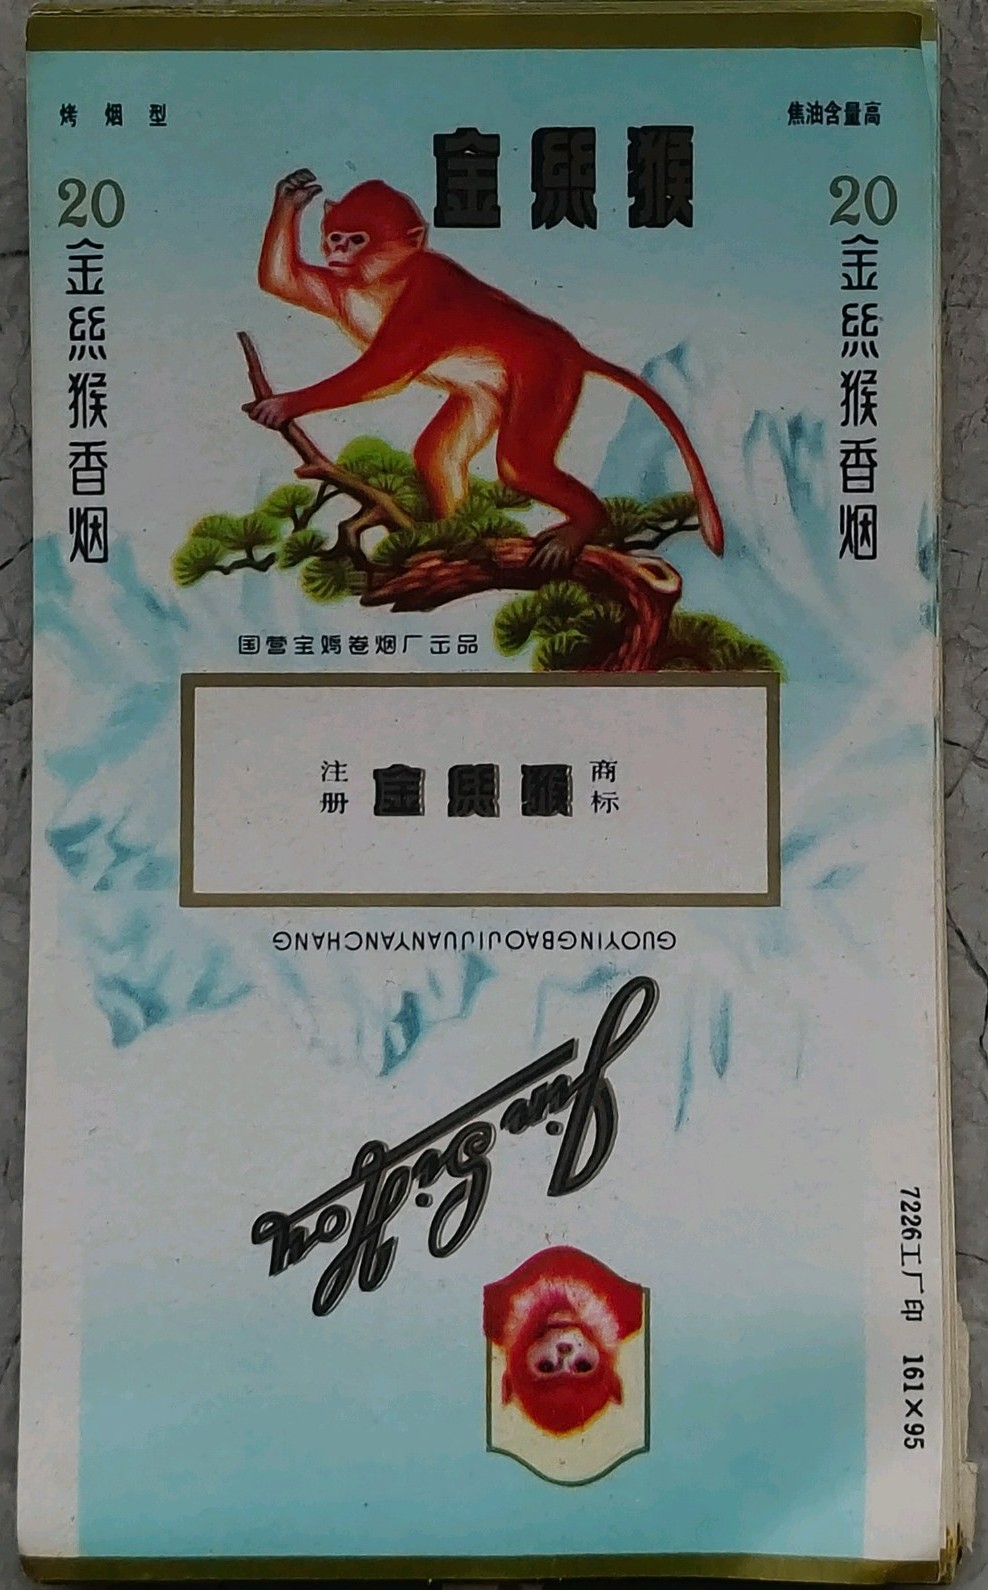 烤烟型
焦油含量高
金丝猴
20
金丝猴香烟
20
金丝猴香烟
国营宝鸡卷烟厂出品
注册
金丝猴
商标
GUOYINGBAOJIJUANYANCHANG
Jin Si Hou
7226工厂印 161×95